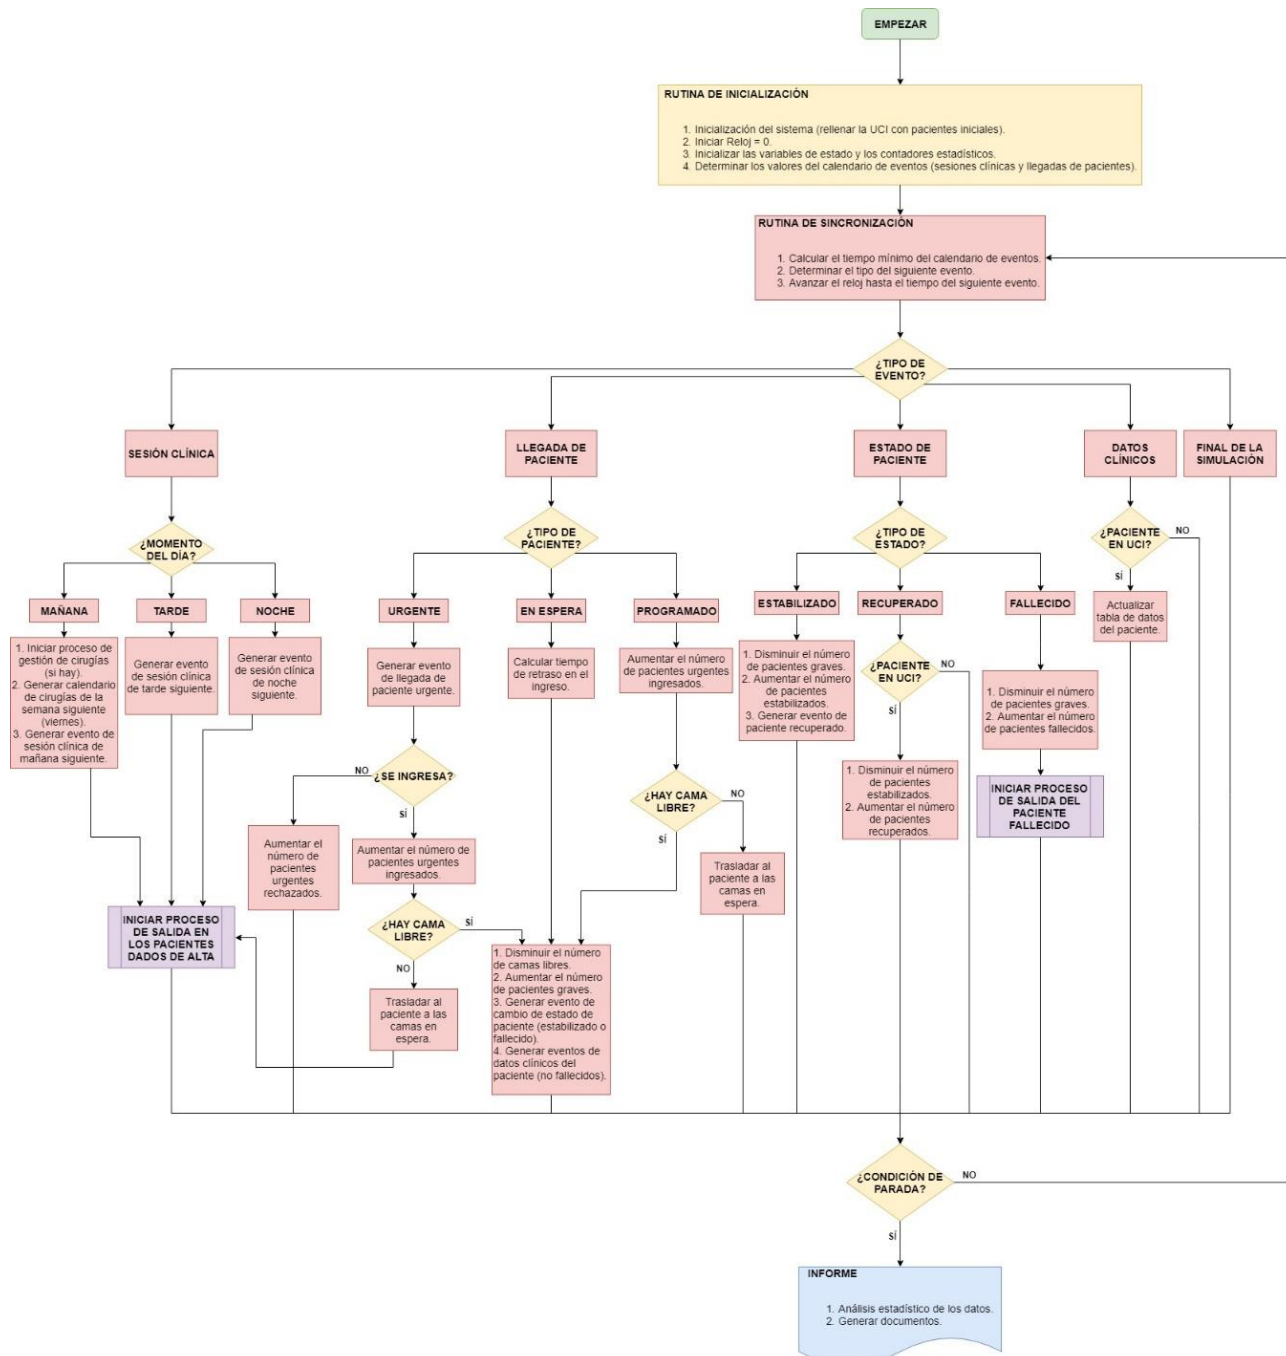 EMPEZAR
RUTINA DE INICIALIZACIÓN
1. Inicialización del sistema (rellenar la UCI con pacientes iniciales).
2. Iniciar Reloj = 0.
3. Inicializar las variables de estado y los contadores estadísticos.
4. Determinar los valores del calendario de eventos (sesiones clínicas y llegadas de pacientes).
RUTINA DE SINCRONIZACIÓN
1. Calcular el tiempo mínimo del calendario de eventos.
2. Determinar el tipo del siguiente evento.
3. Avanzar el reloj hasta el tiempo del siguiente evento.
¿TIPO DE
EVENTO?
SESIÓN CLÍNICA
LLEGADA DE
PACIENTE
ESTADO DE
PACIENTE
DATOS
CLÍNICOS
FINAL DE LA
SIMULACIÓN
¿MOMENTO
DEL DÍA?
¿TIPO DE
PACIENTE?
¿TIPO DE
ESTADO?
¿PACIENTE
EN UCI?
NO
SÍ
MAÑANA
TARDE
NOCHE
URGENTE
EN ESPERA
PROGRAMADO
ESTABILIZADO
RECUPERADO
FALLECIDO
Actualizar
tabla de datos
del paciente.
1. Iniciar proceso de
gestión de cirugías
(si hay).
2. Generar calendario
de cirugías de la
semana siguiente
(viernes).
3. Generar evento de
sesión clínica de
mañana siguiente.
Generar evento
de sesión clínica
de tarde siguiente.
Generar evento
de sesión clínica
de noche
siguiente.
Generar evento
de llegada de
paciente urgente.
Calcular tiempo
de retraso en el
ingreso.
Aumentar el número
de pacientes urgentes
ingresados.
1. Disminuir el número
de pacientes graves.
2. Aumentar el número
de pacientes
estabilizados.
3. Generar evento de
paciente recuperado.
¿PACIENTE
EN UCI?
NO
SÍ
1. Disminuir el número
de pacientes graves.
2. Aumentar el número
de pacientes fallecidos.
¿SE INGRESA?
NO
SÍ
¿HAY CAMA
LIBRE?
NO
SÍ
1. Disminuir el número
de pacientes
estabilizados.
2. Aumentar el número
de pacientes
recuperados.
INICIAR PROCESO
DE SALIDA DEL
PACIENTE
FALLECIDO
Aumentar el
número de
pacientes
urgentes
rechazados.
Aumentar el número de
pacientes urgentes
ingresados.
Trasladar al
paciente a las
camas en
espera.
INICIAR PROCESO
DE SALIDA EN
LOS PACIENTES
DADOS DE ALTA
¿HAY CAMA
LIBRE?
SÍ
NO
Trasladar al
paciente a las
camas en
espera.
1. Disminuir el número
de camas libres.
2. Aumentar el número
de pacientes graves.
3. Generar evento de
cambio de estado de
paciente (estabilizado o
fallecido).
4. Generar eventos de
datos clínicos del
paciente (no fallecidos).
¿CONDICIÓN DE
PARADA?
NO
SÍ
INFORME
1. Análisis estadístico de los datos.
2. Generar documentos.